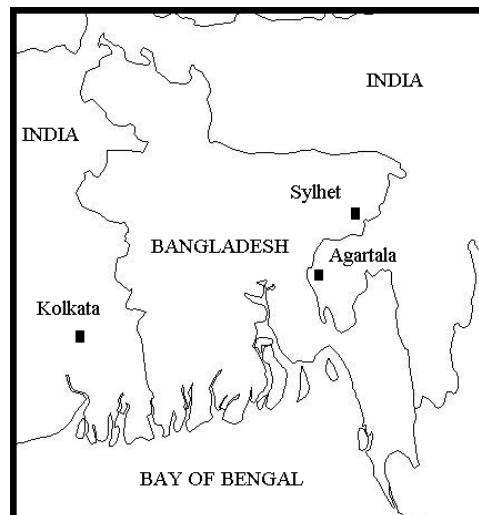 INDIA
INDIA
Sylhet
BANGLADESH
Agartala
Kolkata
BAY OF BENGAL